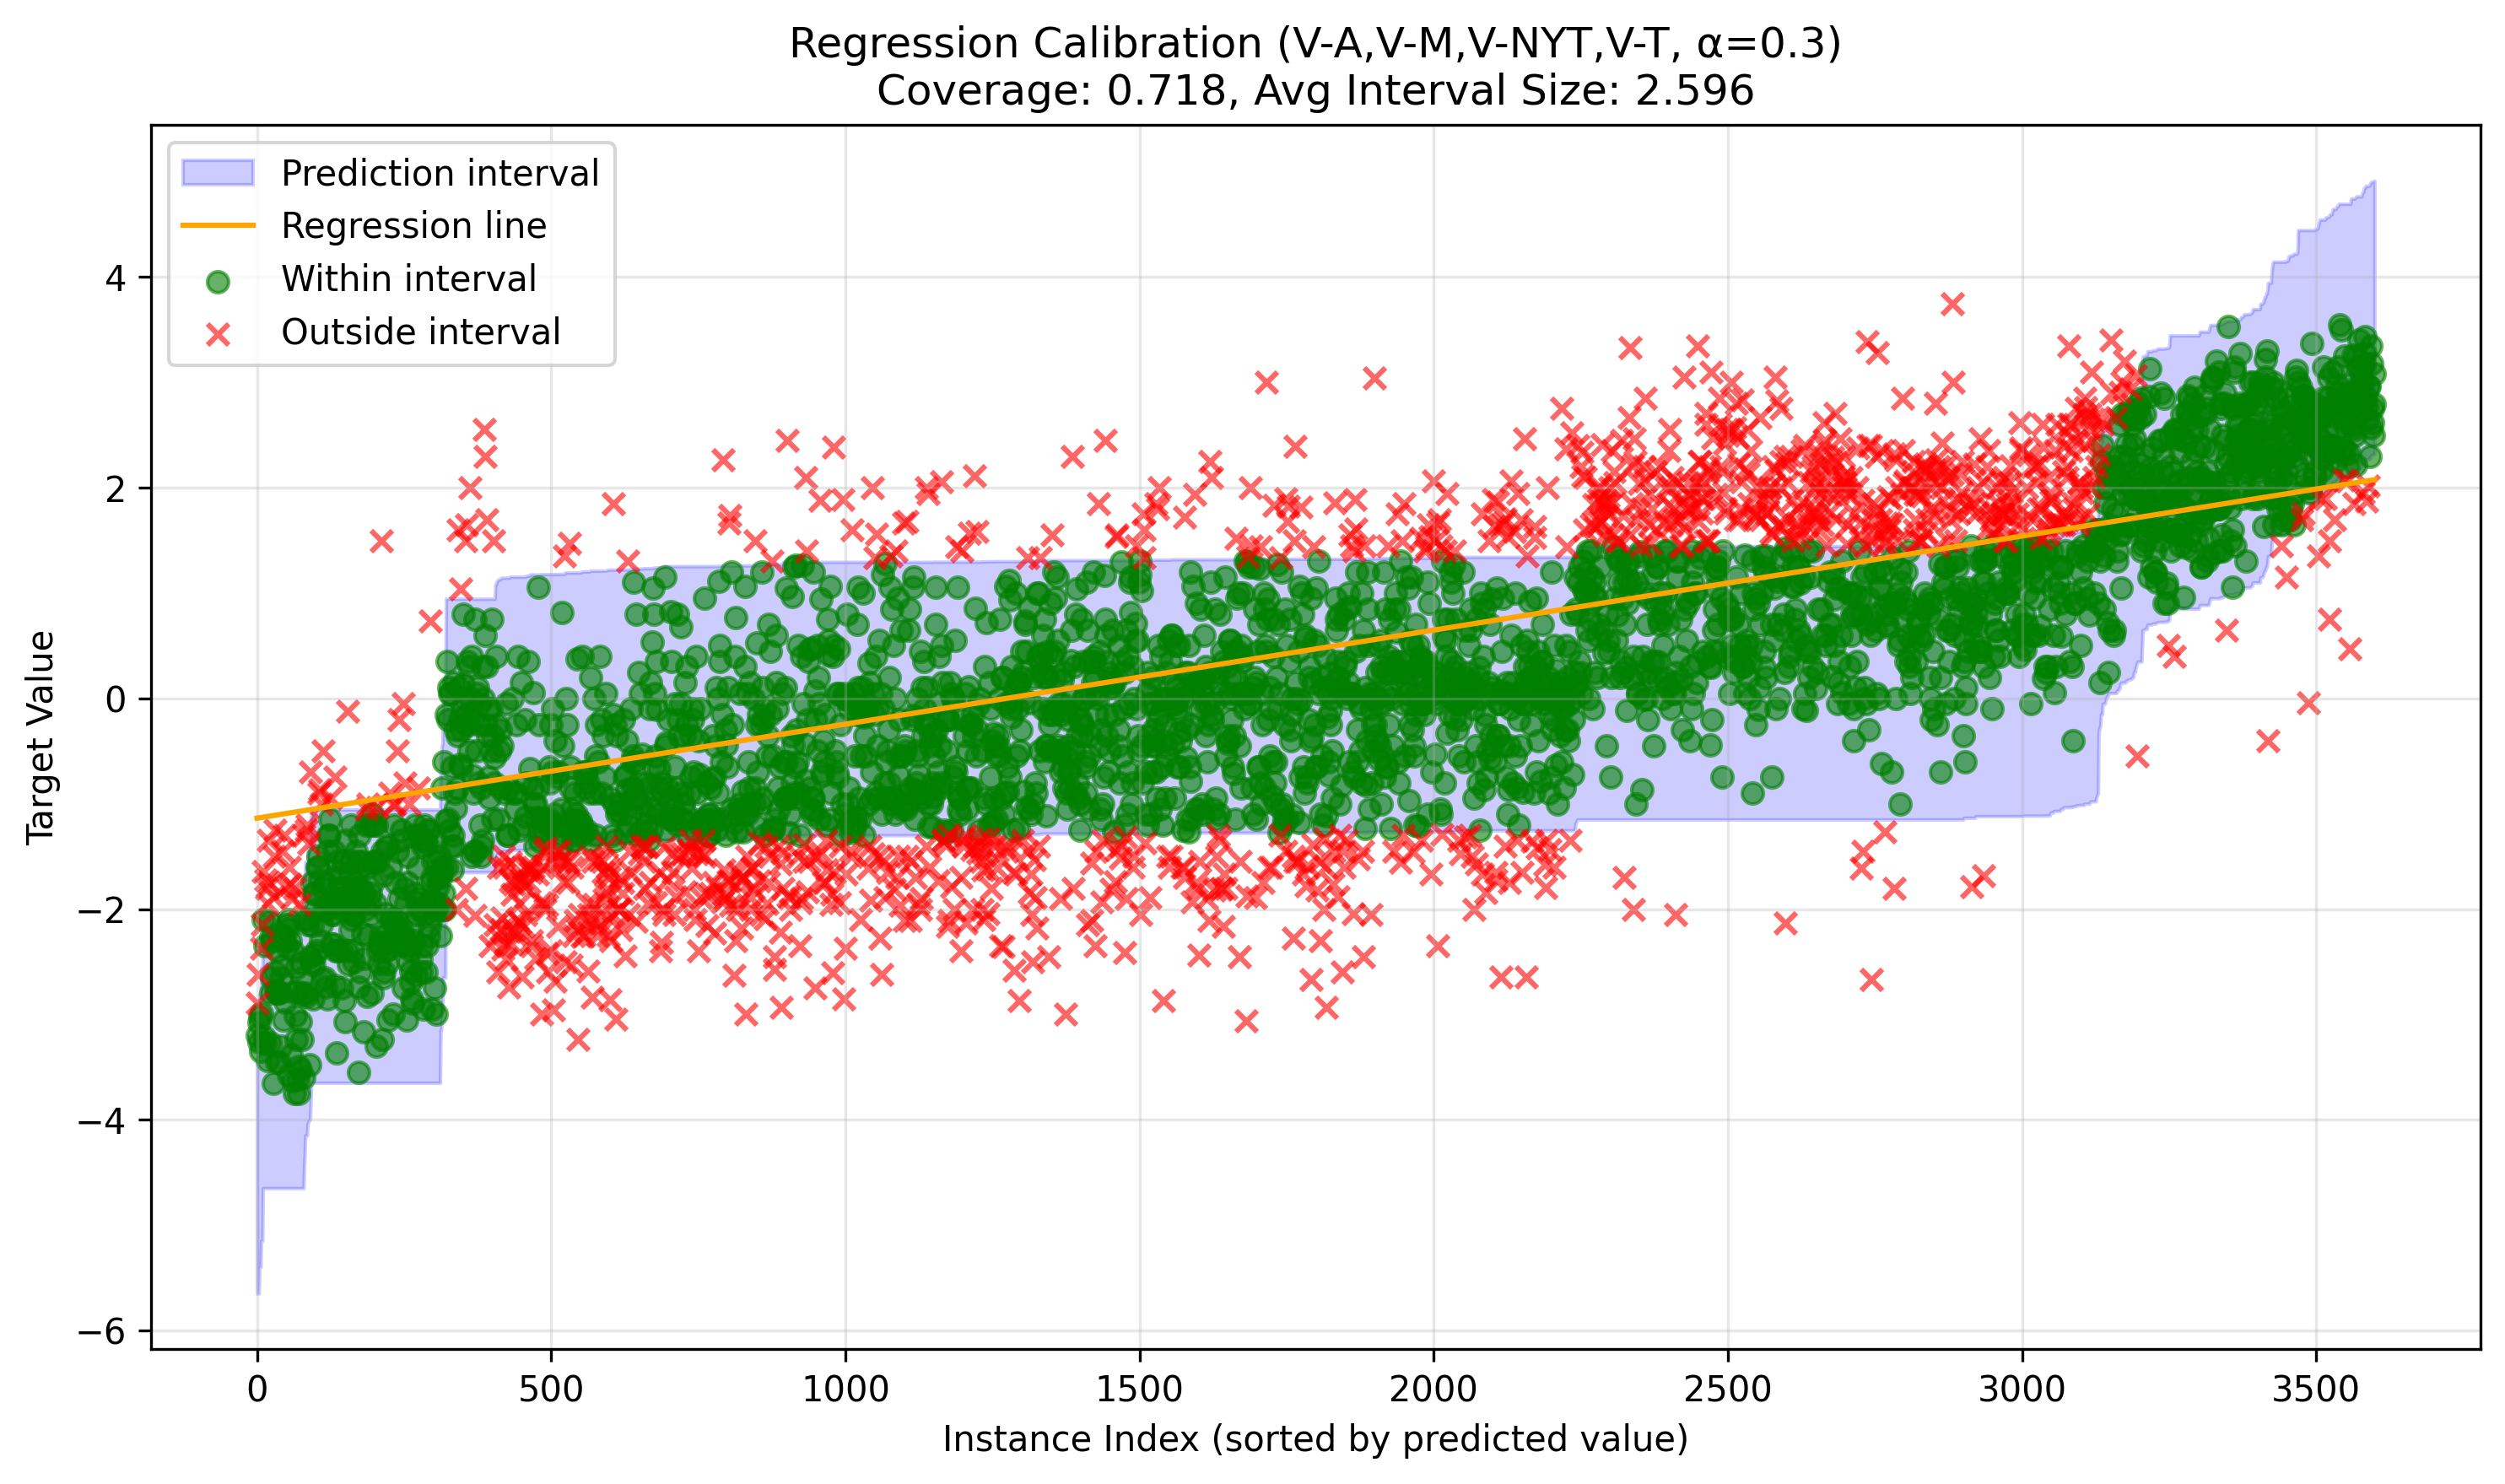 Regression Calibration (V-A,V-M,V-NYT,V-T, α=0.3)
Coverage: 0.718, Avg Interval Size: 2.596
Prediction interval
Regression line
Within interval
Outside interval
Target Value
4
2
0
−2
−4
−6
0 500 1000 1500 2000 2500 3000 3500
Instance Index (sorted by predicted value)